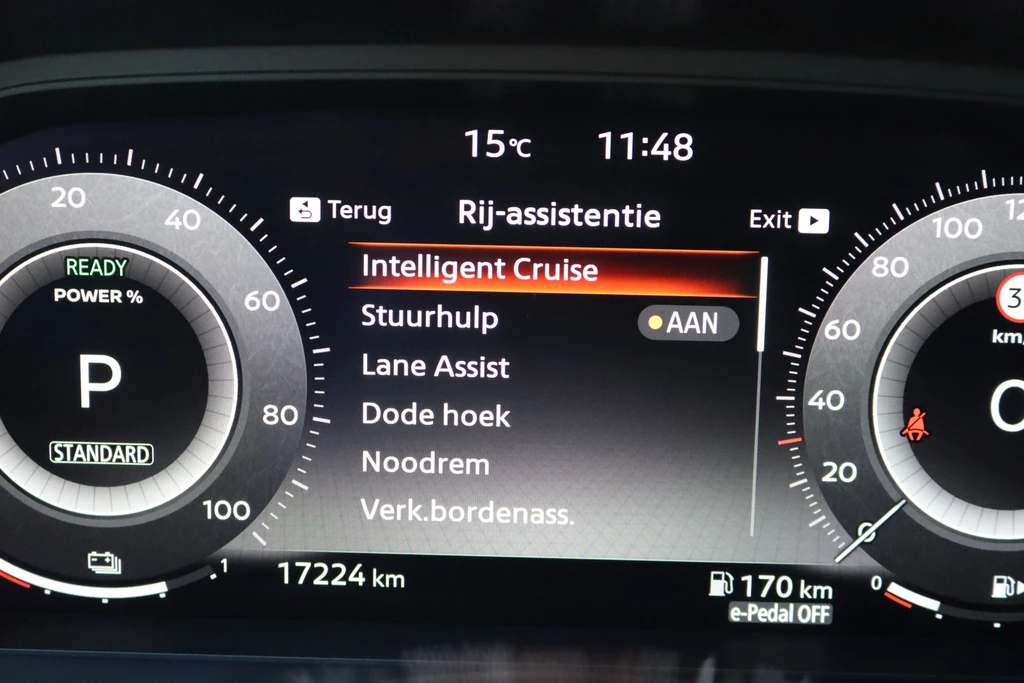 15°C 11:48
Terug Rij-assistentie Exit
Intelligent Cruise
Stuurhulp AAN
Lane Assist
Dode hoek
Noodrem
Verk.bordenass.
20
40
60
80
100
READY
POWER %
P
STANDARD
1
17224 km
170 km
e-Pedal OFF
100
80
60
40
20
0
0